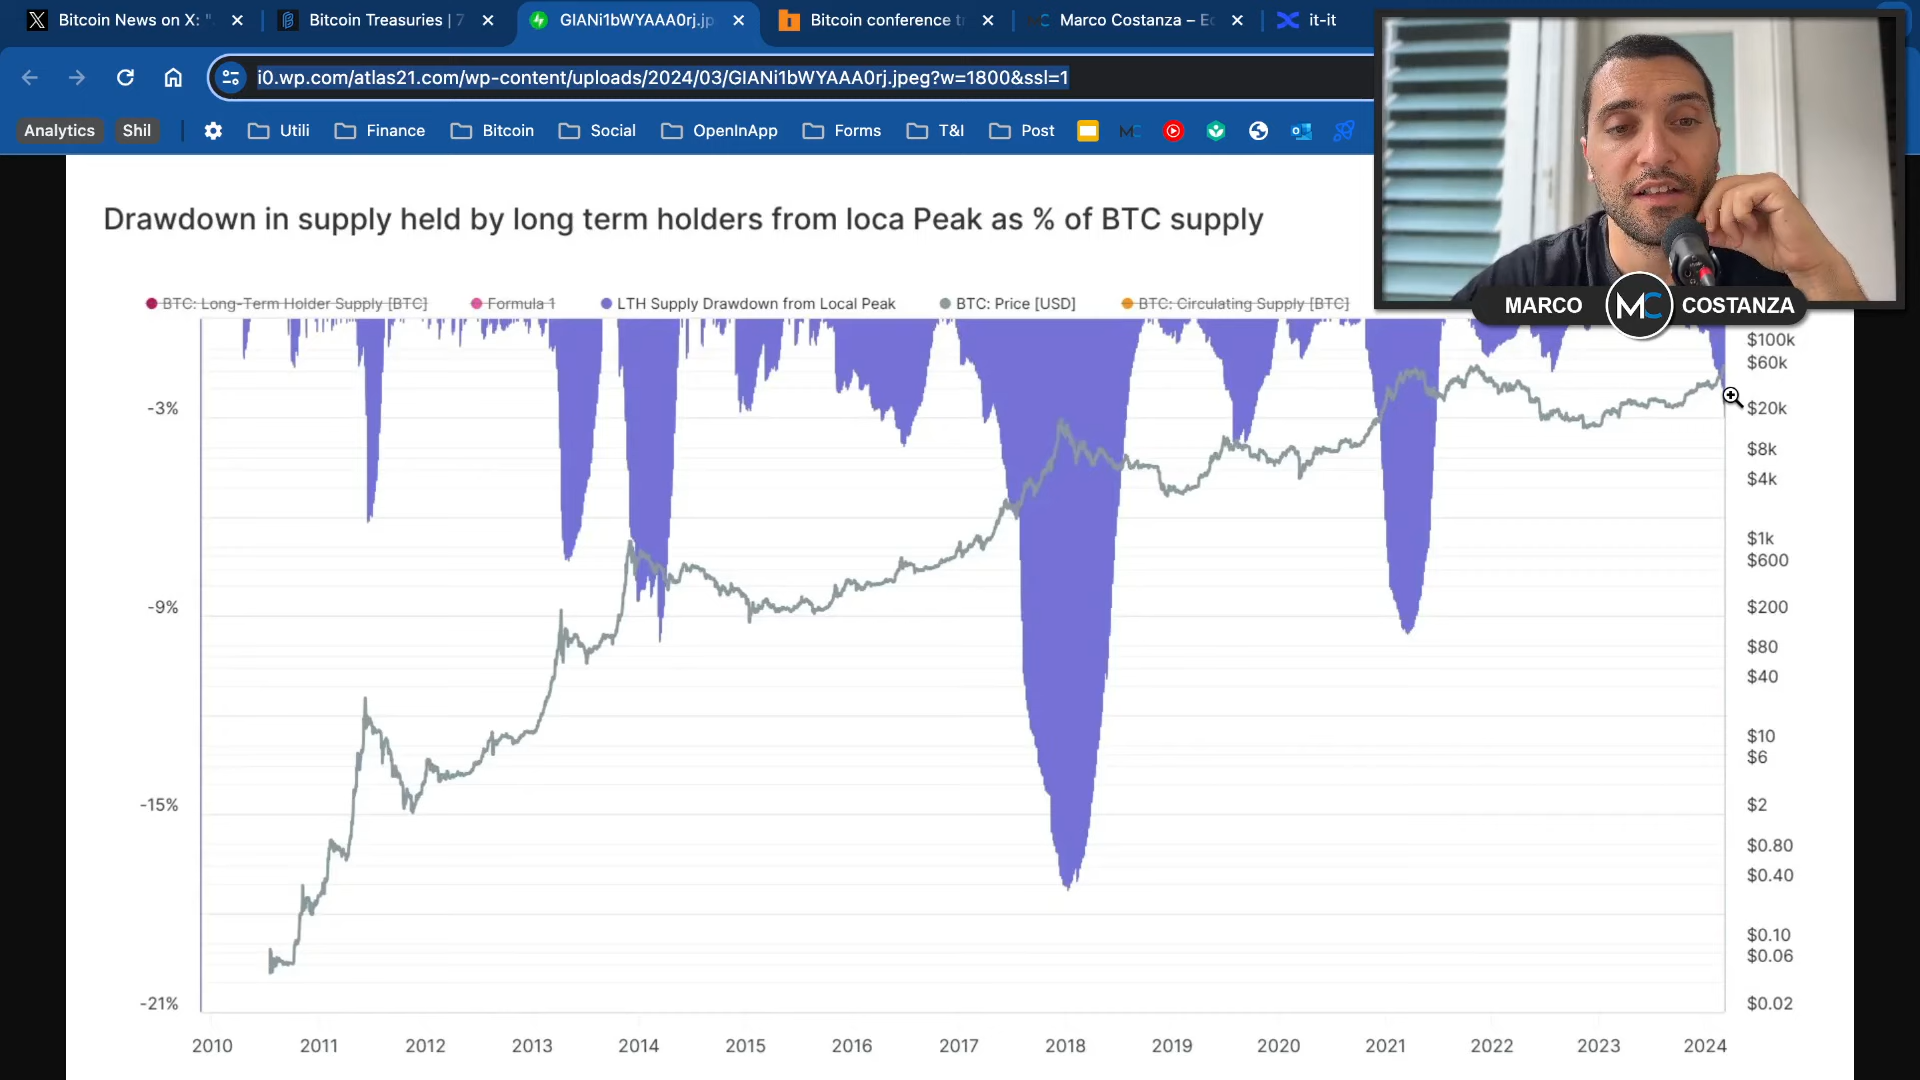 Bitcoin News on X: ".
Bitcoin Treasuries | 7
GIANi1bWYAAA0rj.jp
Bitcoin conference t
Marco Costanza – E
it-it
i0.wp.com/atlas21.com/wp-content/uploads/2024/03/GIANi1bWYAAA0rj.jpeg?w=1800&ssl=1
Analytics
Shil
Utili
Finance
Bitcoin
Social
OpenInApp
Forms
T&I
Post
MC
Drawdown in supply held by long term holders from loca Peak as % of BTC supply
MARCO MC COSTANZA
BTC: Long-Term Holder Supply [BTC]
Formula 1
LTH Supply Drawdown from Local Peak
BTC: Price [USD]
BTC: Circulating Supply [BTC]
-3%
-9%
-15%
-21%
$100k
$60k
$20k
$8k
$4k
$1k
$600
$200
$80
$40
$10
$6
$2
$0.80
$0.40
$0.10
$0.06
$0.02
2010 2011 2012 2013 2014 2015 2016 2017 2018 2019 2020 2021 2022 2023 2024